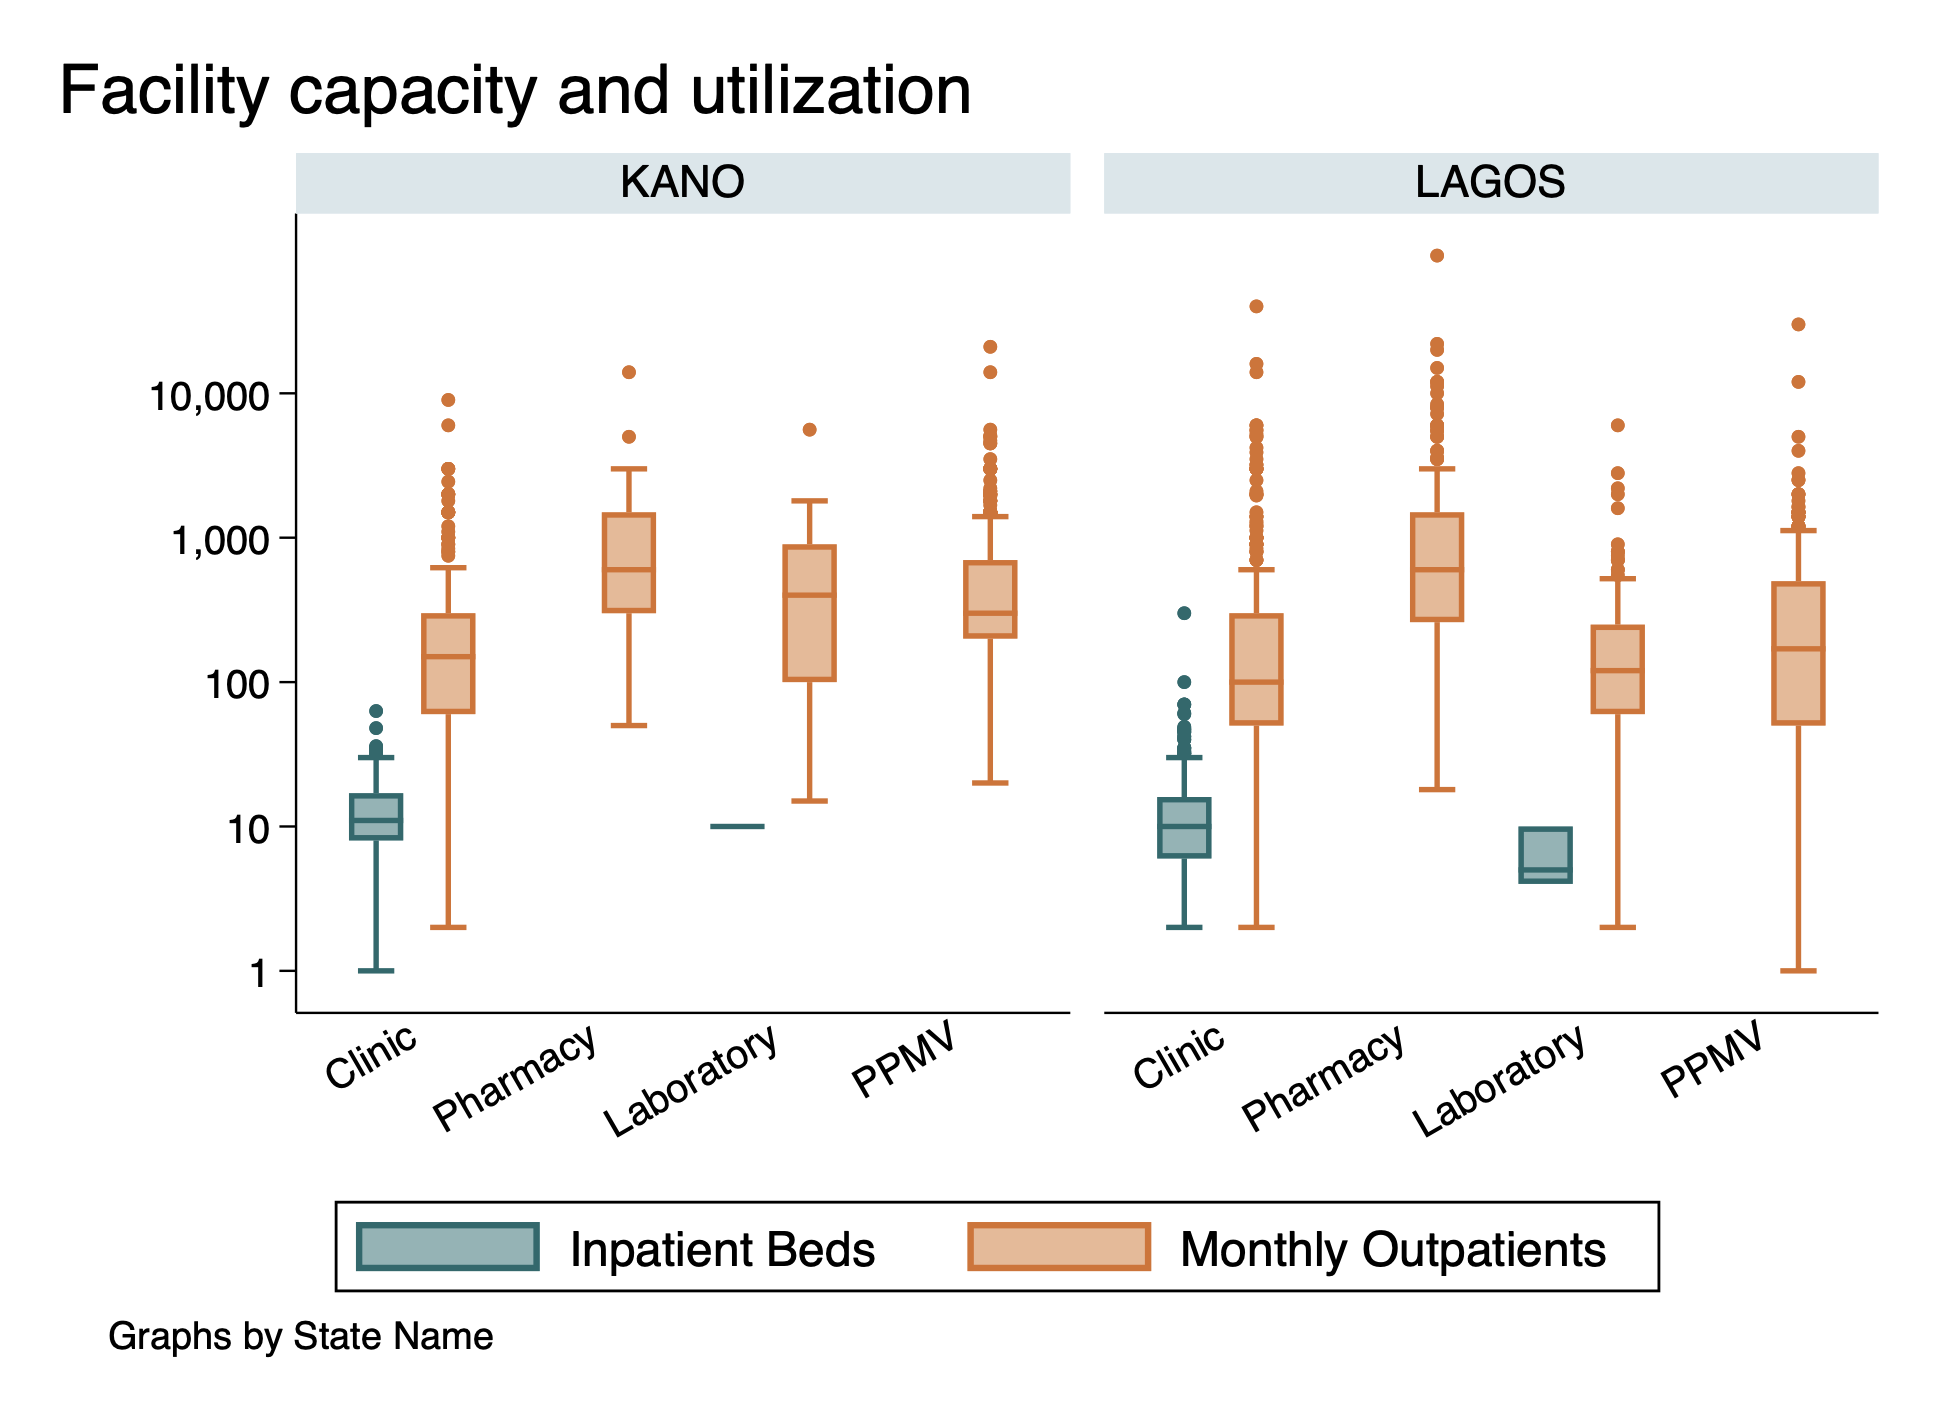 Facility capacity and utilization
KANO
LAGOS
10,000
1,000
100
10
1
Clinic
Pharmacy
Laboratory
PPMV
Clinic
Pharmacy
Laboratory
PPMV
Inpatient Beds
Monthly Outpatients
Graphs by State Name